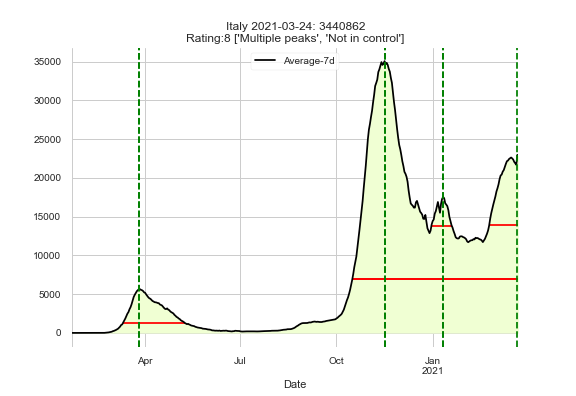 Italy 2021-03-24: 3440862
Rating:8 ['Multiple peaks', 'Not in control']
Average-7d
35000
30000
25000
20000
15000
10000
5000
0
Apr
Jul
Oct
Jan
2021
Date